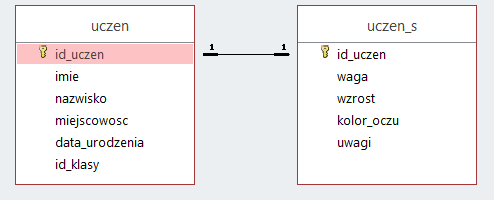 uczen
id_uczen
imie
nazwisko
miejscowosc
data_urodzenia
id_klasy
1 1
uczen_s
id_uczen
waga
wzrost
kolor_oczu
uwagi